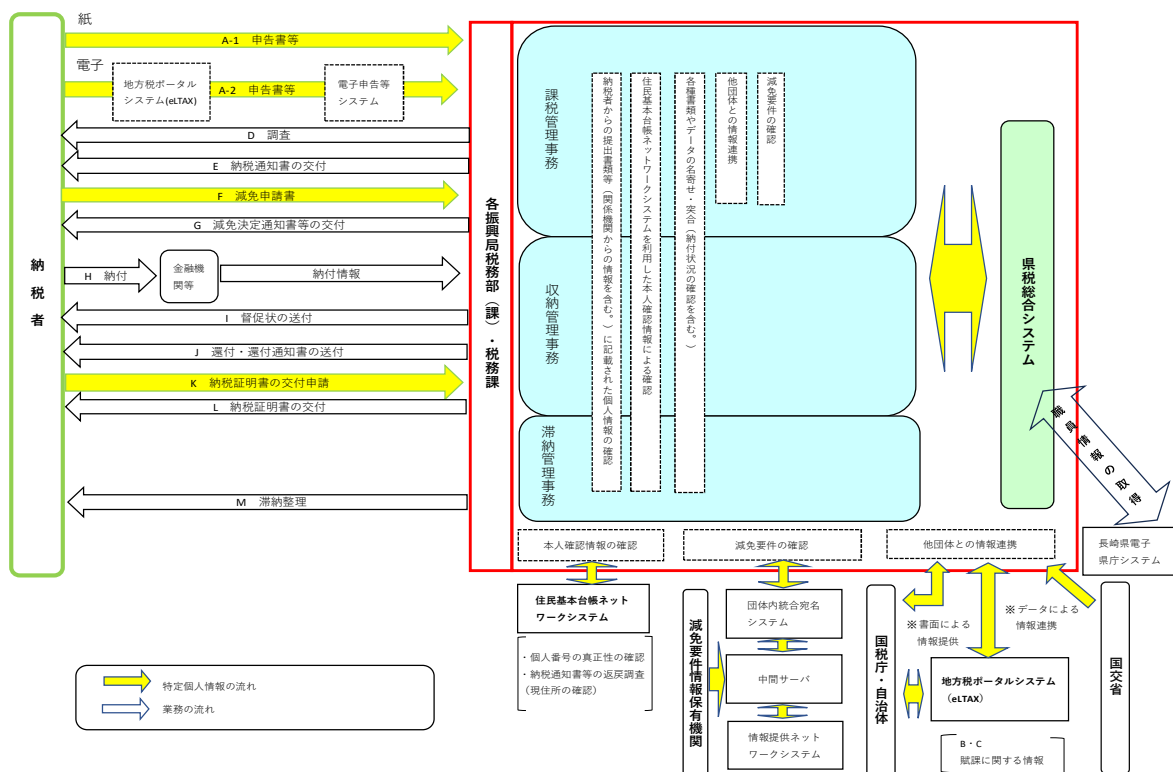 紙
A-1 申告書等
電子
地方税ポータル
システム(eLTAX)
A-2 申告書等
電子申告等
システム
D 調査
E 納税通知書の交付
F 減免申請書
G 減免決定通知書等の交付
H 納付
金融機
関等
納付情報
I 督促状の送付
J 還付・還付通知書の送付
K 納税証明書の交付申請
L 納税証明書の交付
M 滞納整理
納税者
各振興局税務部(課)・税務課
課税管理事務
収納管理事務
滞納管理事務
納税者からの提出書類等(関係機関からの情報を含む。)に記載された個人情報の確認
住民基本台帳ネットワークシステムを利用した本人確認情報による確認
各種書類やデータの名寄せ・突合(納付状況の確認を含む。)
他団体との情報連携
減免要件の確認
県税総合システム
職員情報の取得
長崎県電子
県庁システム
本人確認情報の確認
減免要件の確認
他団体との情報連携
住民基本台帳ネット
ワークシステム
・個人番号の真正性の確認
・納税通知書等の返戻調査
(現住所の確認)
減免要件情報保有機関
団体内統合宛名
システム
中間サーバ
情報提供ネット
ワークシステム
国税庁・自治体
※書面による
情報提供
※データによる
情報連携
地方税ポータルシステム
(eLTAX)
B・C
賦課に関する情報
国交省
特定個人情報の流れ
業務の流れ